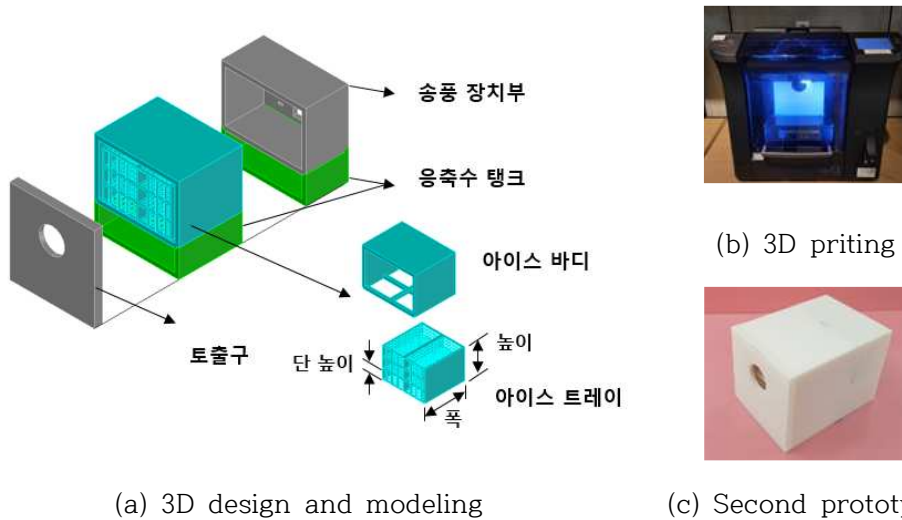 송풍 장치부
응축수 탱크
아이스 바디
토출구
단 높이
높이
아이스 트레이
폭
(a) 3D design and modeling
(b) 3D priting
(c) Second prototy